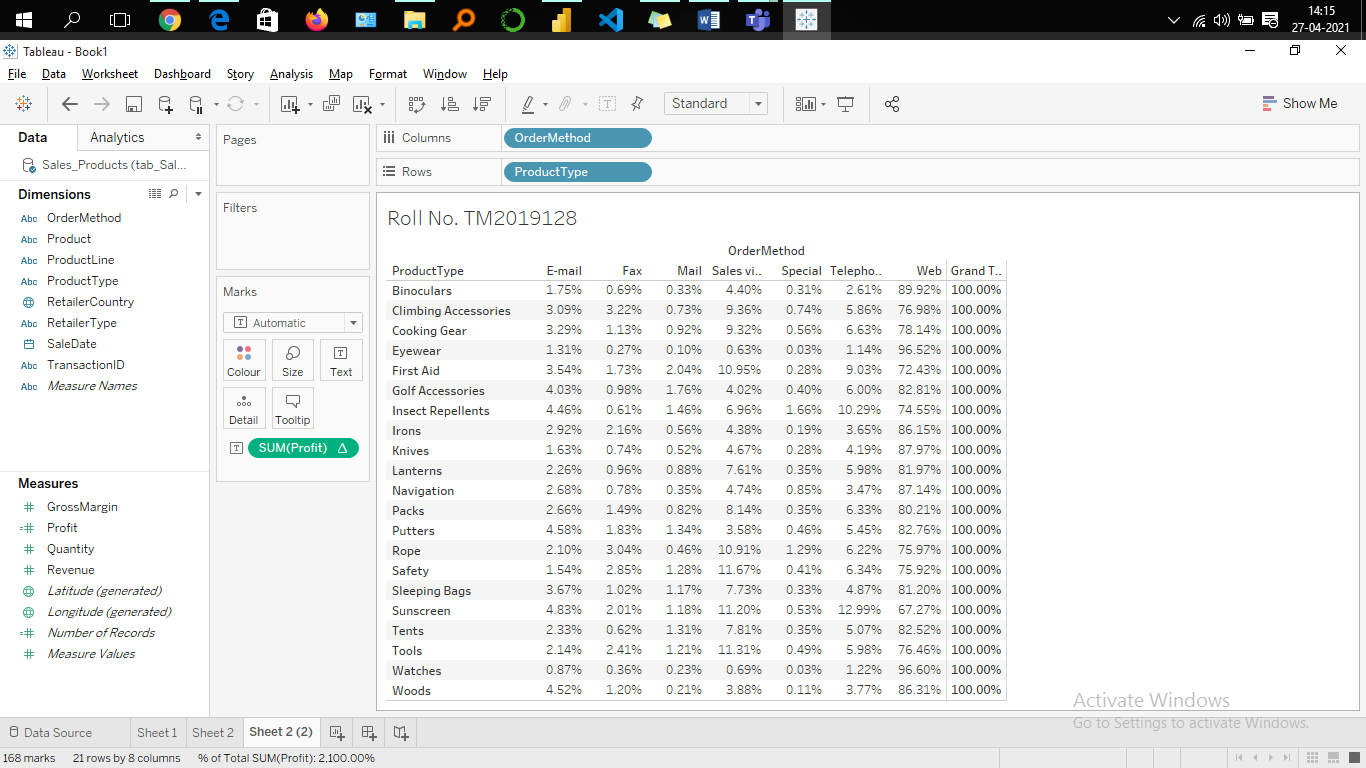 14:15
27-04-2021
Tableau - Book1
File Data Worksheet Dashboard Story Analysis Map Format Window Help
Standard
Show Me
Data Analytics
Sales_Products (tab_Sal...
Dimensions
Abc OrderMethod
Abc Product
Abc ProductLine
Abc ProductType
RetailerCountry
Abc RetailerType
SaleDate
Abc TransactionID
Abc Measure Names
Measures
# GrossMargin
=# Profit
# Quantity
# Revenue
Latitude (generated)
Longitude (generated)
=# Number of Records
# Measure Values
Pages
Filters
Marks
T Automatic
Colour Size Text
Detail Tooltip
T SUM(Profit) Δ
Columns OrderMethod
Rows ProductType
Roll No. TM2019128
OrderMethod
ProductType E-mail Fax Mail Sales vi.. Special Telepho.. Web Grand T..
Binoculars 1.75% 0.69% 0.33% 4.40% 0.31% 2.61% 89.92% 100.00%
Climbing Accessories 3.09% 3.22% 0.73% 9.36% 0.74% 5.86% 76.98% 100.00%
Cooking Gear 3.29% 1.13% 0.92% 9.32% 0.56% 6.63% 78.14% 100.00%
Eyewear 1.31% 0.27% 0.10% 0.63% 0.03% 1.14% 96.52% 100.00%
First Aid 3.54% 1.73% 2.04% 10.95% 0.28% 9.03% 72.43% 100.00%
Golf Accessories 4.03% 0.98% 1.76% 4.02% 0.40% 6.00% 82.81% 100.00%
Insect Repellents 4.46% 0.61% 1.46% 6.96% 1.66% 10.29% 74.55% 100.00%
Irons 2.92% 2.16% 0.56% 4.38% 0.19% 3.65% 86.15% 100.00%
Knives 1.63% 0.74% 0.52% 4.67% 0.28% 4.19% 87.97% 100.00%
Lanterns 2.26% 0.96% 0.88% 7.61% 0.35% 5.98% 81.97% 100.00%
Navigation 2.68% 0.78% 0.35% 4.74% 0.85% 3.47% 87.14% 100.00%
Packs 2.66% 1.49% 0.82% 8.14% 0.35% 6.33% 80.21% 100.00%
Putters 4.58% 1.83% 1.34% 3.58% 0.46% 5.45% 82.76% 100.00%
Rope 2.10% 3.04% 0.46% 10.91% 1.29% 6.22% 75.97% 100.00%
Safety 1.54% 2.85% 1.28% 11.67% 0.41% 6.34% 75.92% 100.00%
Sleeping Bags 3.67% 1.02% 1.17% 7.73% 0.33% 4.87% 81.20% 100.00%
Sunscreen 4.83% 2.01% 1.18% 11.20% 0.53% 12.99% 67.27% 100.00%
Tents 2.33% 0.62% 1.31% 7.81% 0.35% 5.07% 82.52% 100.00%
Tools 2.14% 2.41% 1.21% 11.31% 0.49% 5.98% 76.46% 100.00%
Watches 0.87% 0.36% 0.23% 0.69% 0.03% 1.22% 96.60% 100.00%
Woods 4.52% 1.20% 0.21% 3.88% 0.11% 3.77% 86.31% 100.00%
Activate Windows
Go to Settings to activate Windows.
Data Source Sheet 1 Sheet 2 Sheet 2 (2)
168 marks 21 rows by 8 columns % of Total SUM(Profit): 2,100.00%